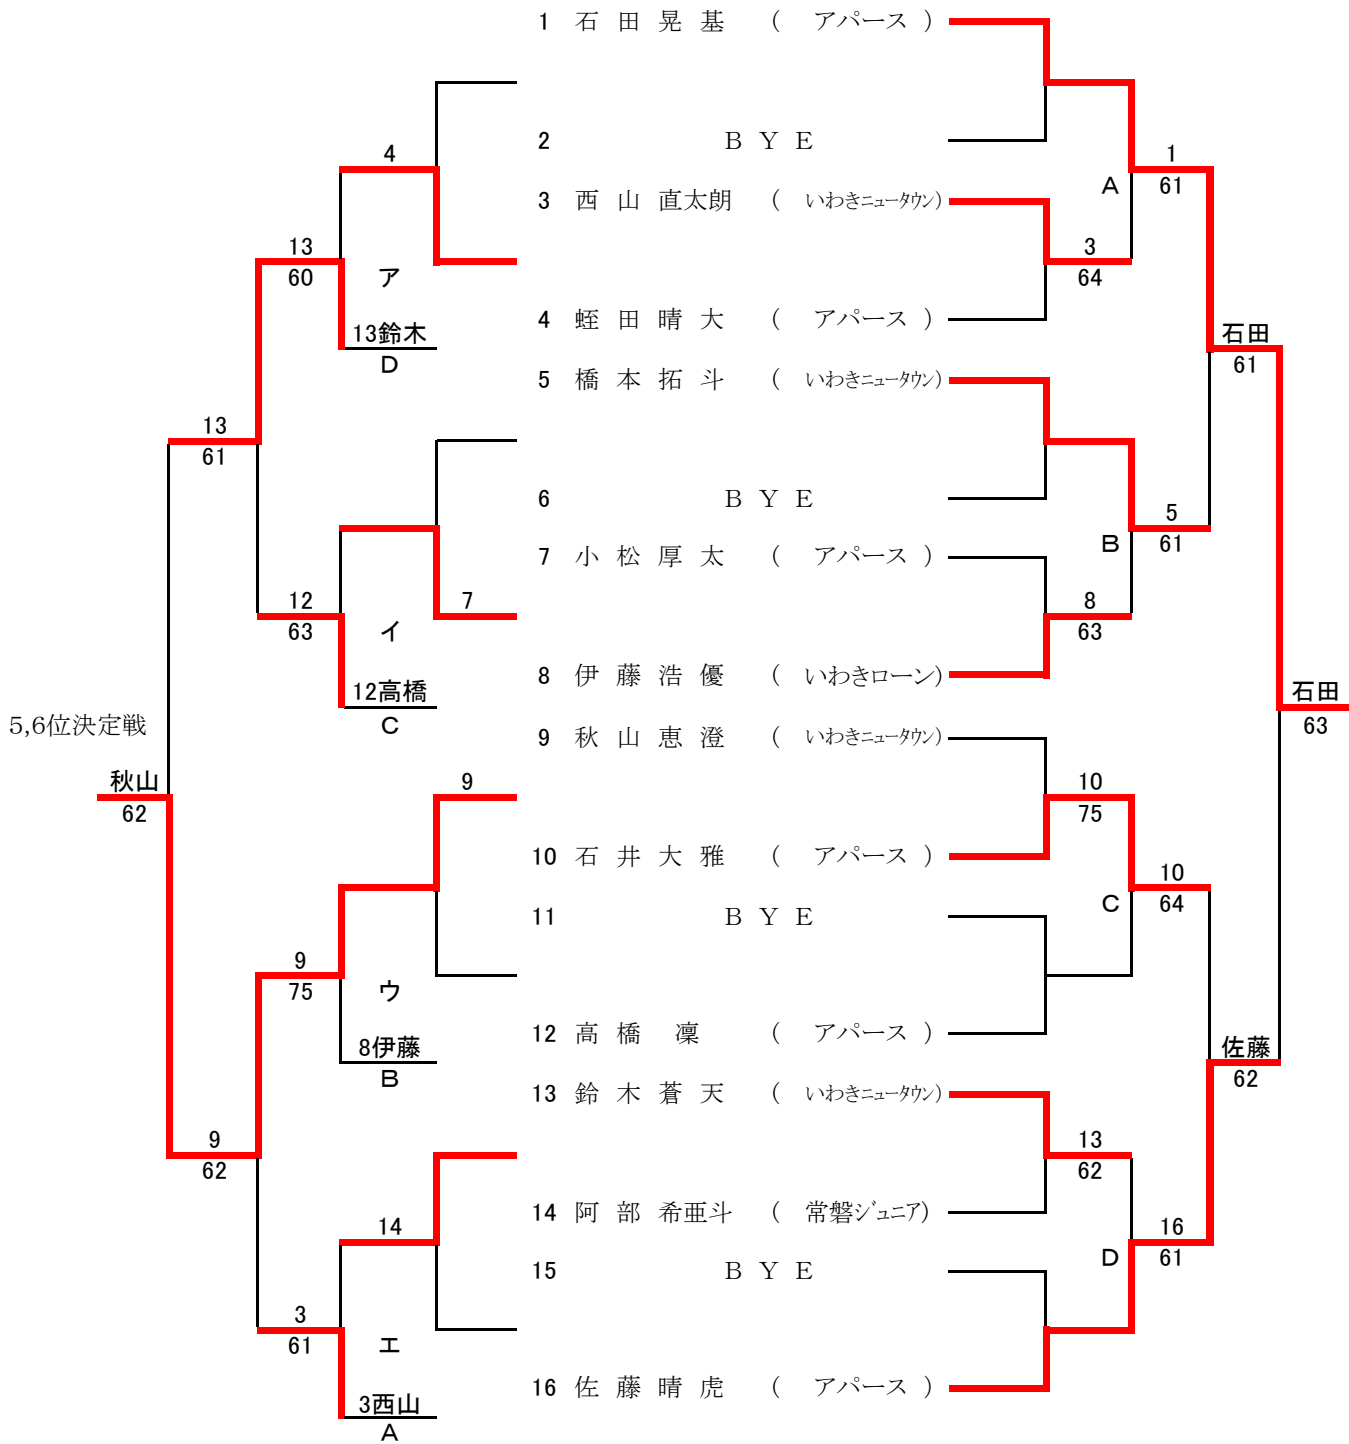 1 石田晃基 (アパース)
2 BYE
3 西山直太朗 (いわきニュータウン)
4 蛭田晴大 (アパース)
5 橋本拓斗 (いわきニュータウン)
6 BYE
7 小松厚太 (アパース)
8 伊藤浩優 (いわきローン)
9 秋山恵澄 (いわきニュータウン)
10 石井大雅 (アパース)
11 BYE
12 高橋凜 (アパース)
13 鈴木蒼天 (いわきニュータウン)
14 阿部希亜斗 (常磐ジュニア)
15 BYE
16 佐藤晴虎 (アパース)
4
13
60
ア
13鈴木
D
13
61
12
63
7
イ
12高橋
C
5,6位決定戦
秋山
62
9
9
75
ウ
8伊藤
B
9
62
14
3
61
エ
3西山
A
A
1
61
3
64
石田
61
B
5
61
8
63
石田
63
10
75
C
10
64
佐藤
62
13
62
D
16
61